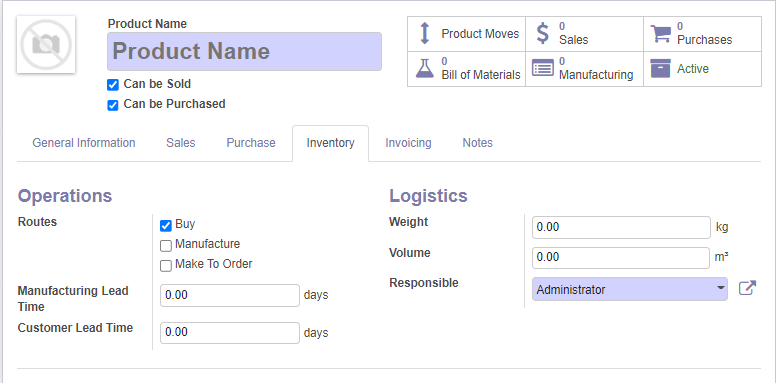 Product Name
Product Name
Can be Sold
Can be Purchased
Product Moves
0
Sales
0
Purchases
0
Bill of Materials
0
Manufacturing
Active
General Information Sales Purchase Inventory Invoicing Notes
Operations
Routes
Buy
Manufacture
Make To Order
Manufacturing Lead
Time
0.00 days
Customer Lead Time 0.00 days
Logistics
Weight 0.00 kg
Volume 0.00 m³
Responsible Administrator